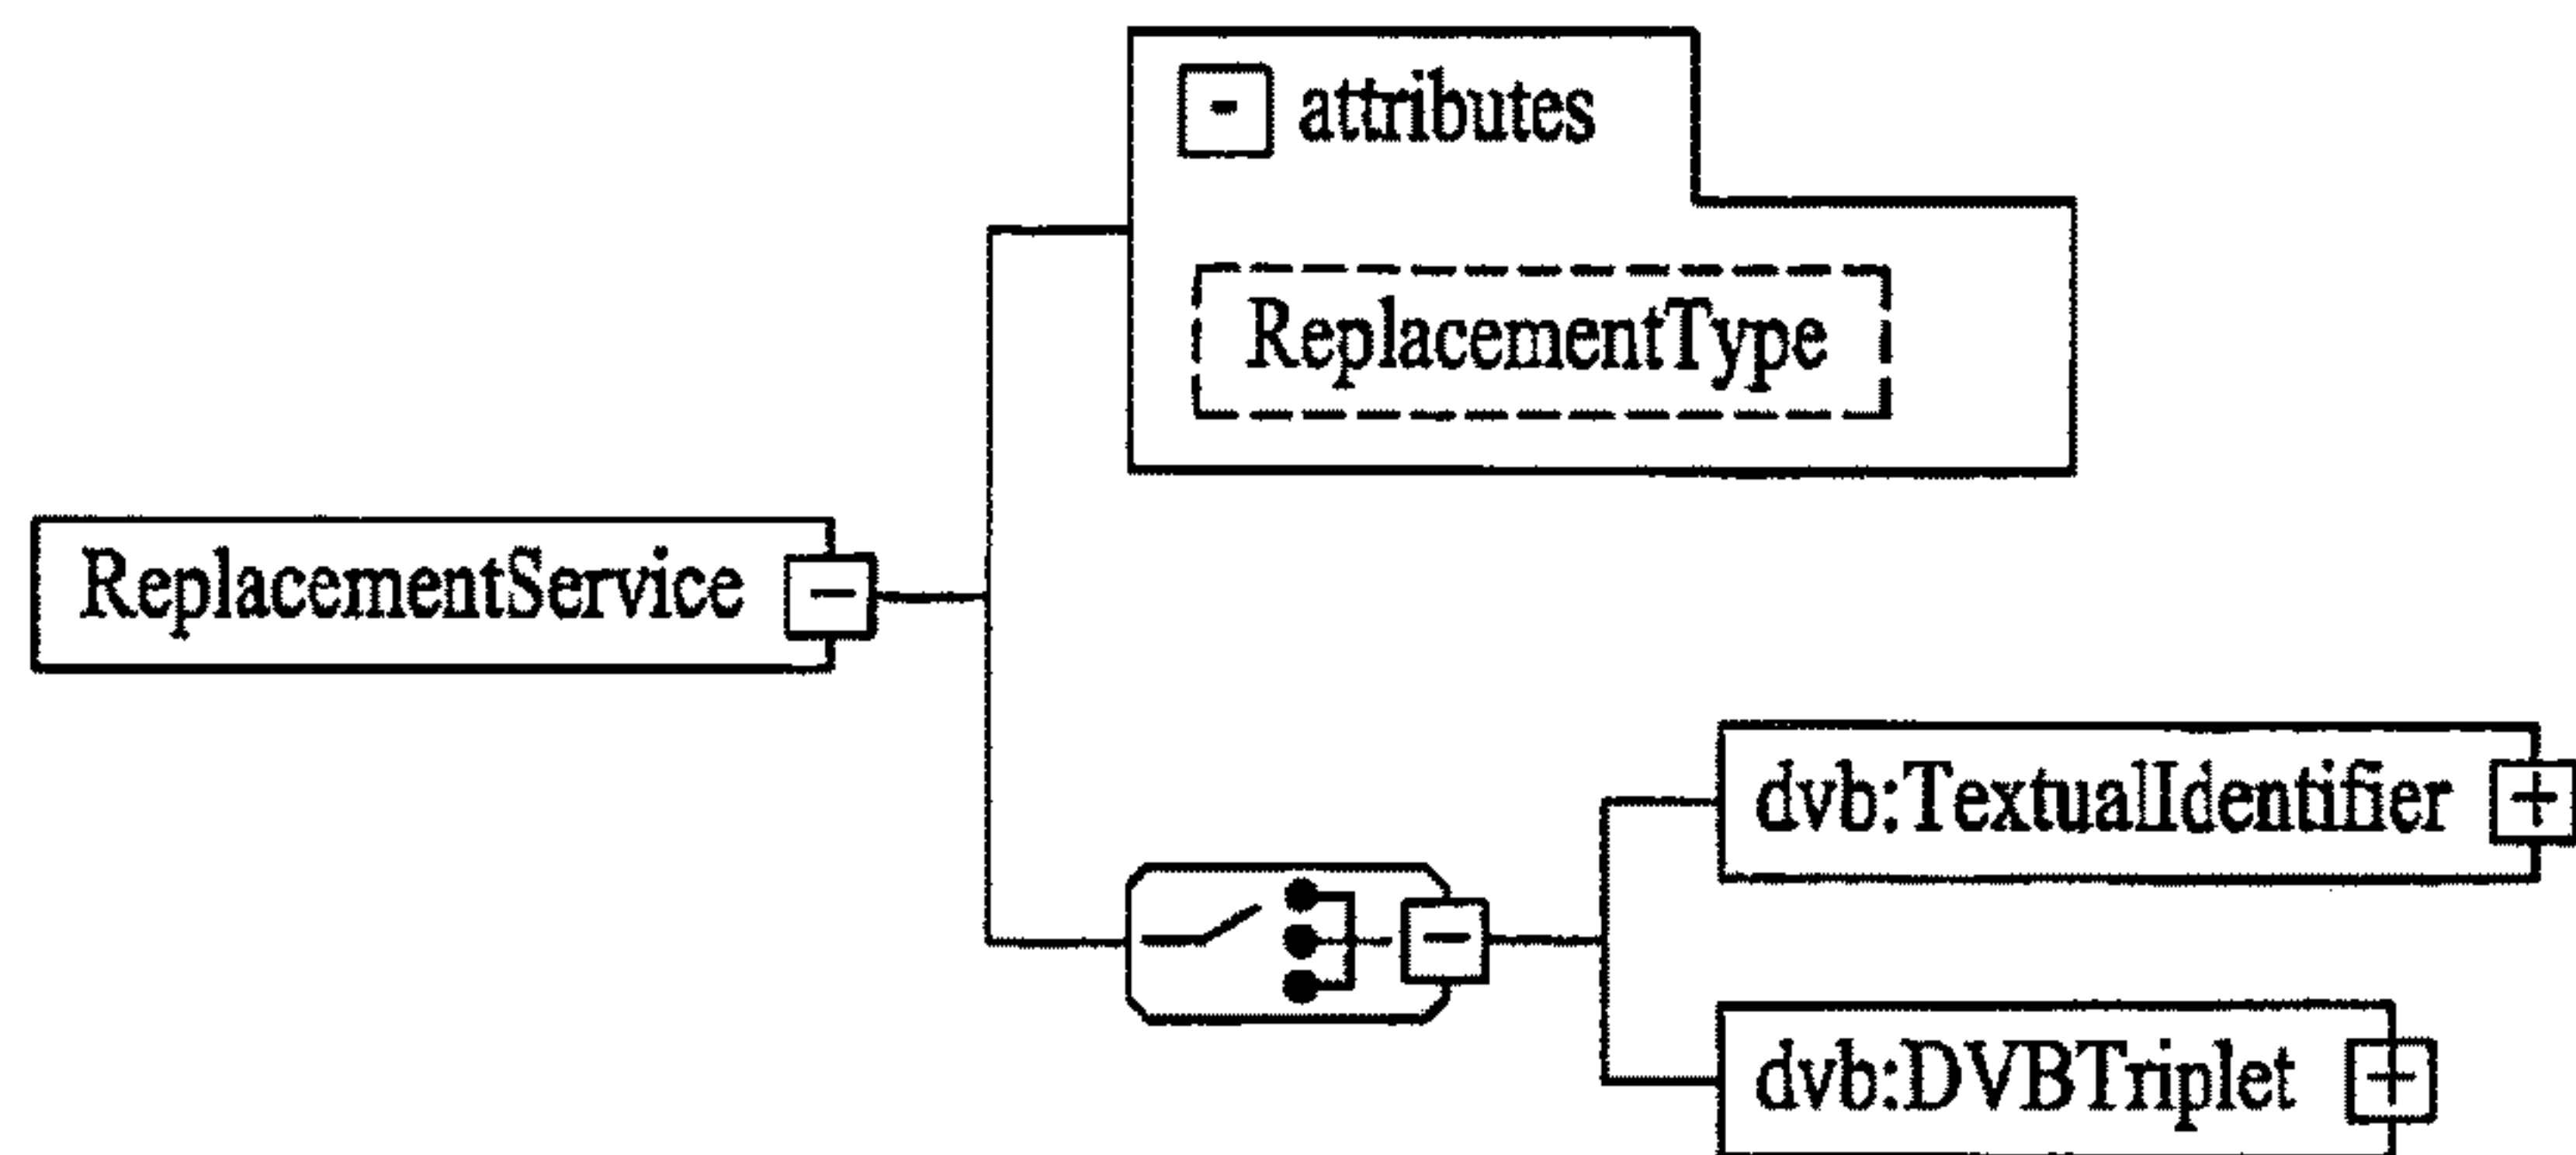 attributes
ReplacementType
ReplacementService
dvb:TextualIdentifier
dvb:DVBTriplet